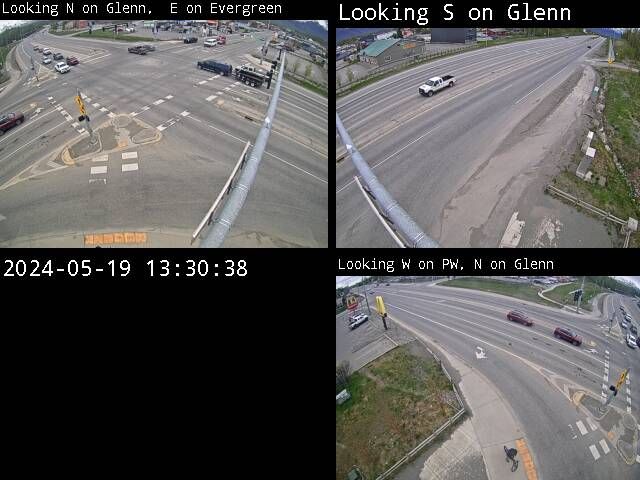 Looking N on Glenn, E on Evergreen
Looking S on Glenn
2024-05-19 13:30:38
Looking W on PW, N on Glenn